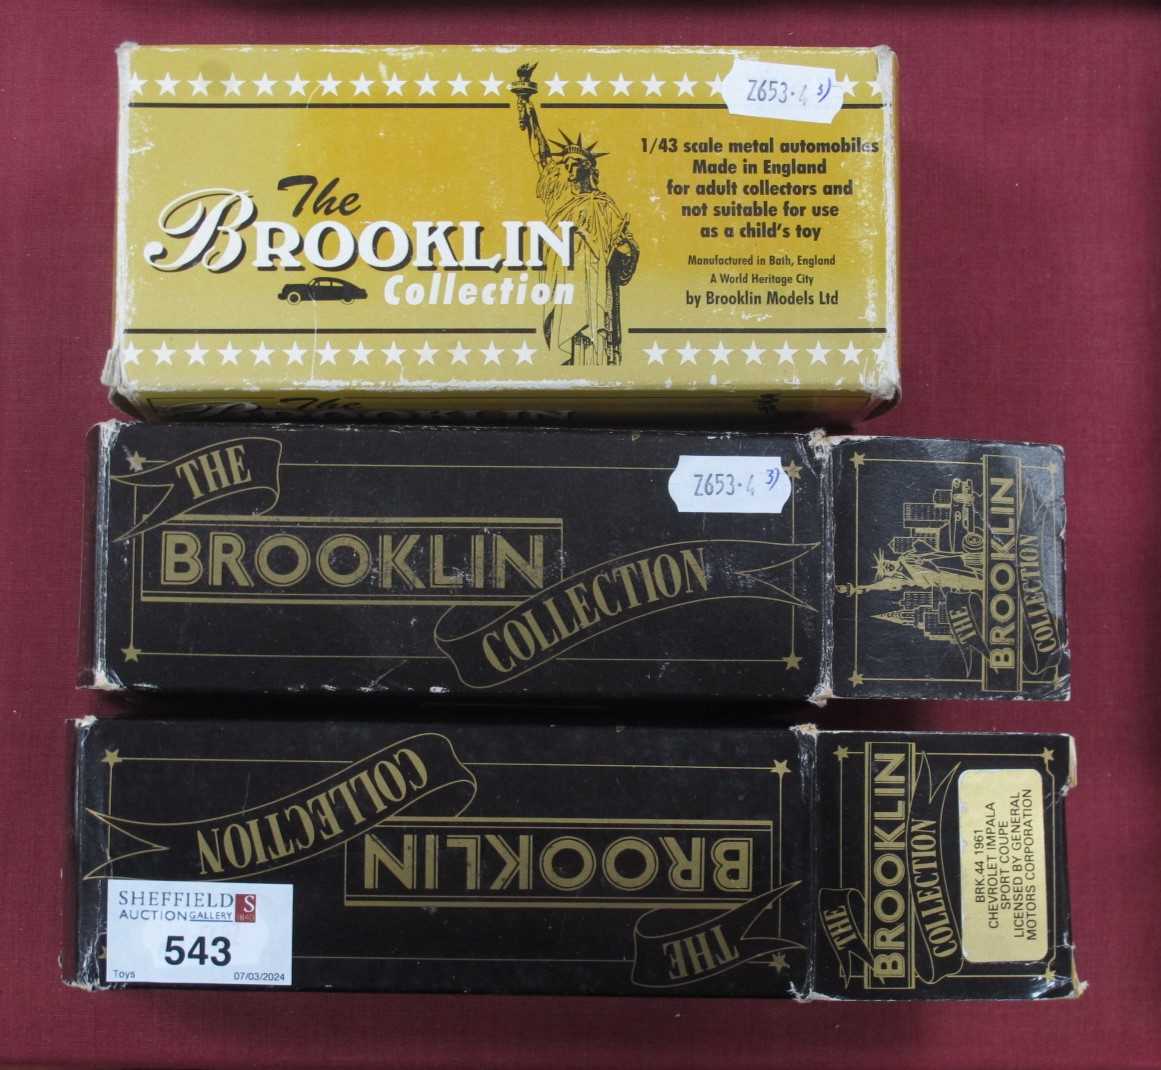 Z653·4 3)
1/43 scale metal automobiles
Made in England
for adult collectors and
not suitable for use
as a child's toy
Manufactured in Bath, England
A World Heritage City
by Brooklin Models Ltd
The
BROOKLIN
Collection
The
BROOKLIN
THE
BROOKLIN
COLLECTION
Z653·4 3)
THE
BROOKLIN
COLLECTION
COLLECTION
BROOKLIN
THE
SHEFFIELD S
AUCTION GALLERY 1840
543
Toys 07/03/2024
THE
BROOKLIN
COLLECTION
BRK.44 1961
CHEVROLET IMPALA
SPORT COUPE
LICENSED BY GENERAL
MOTORS CORPORATION